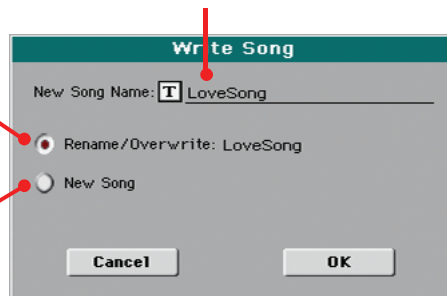 Write Song
New Song Name: T LoveSong
Rename/Overwrite: LoveSong
New Song
Cancel OK